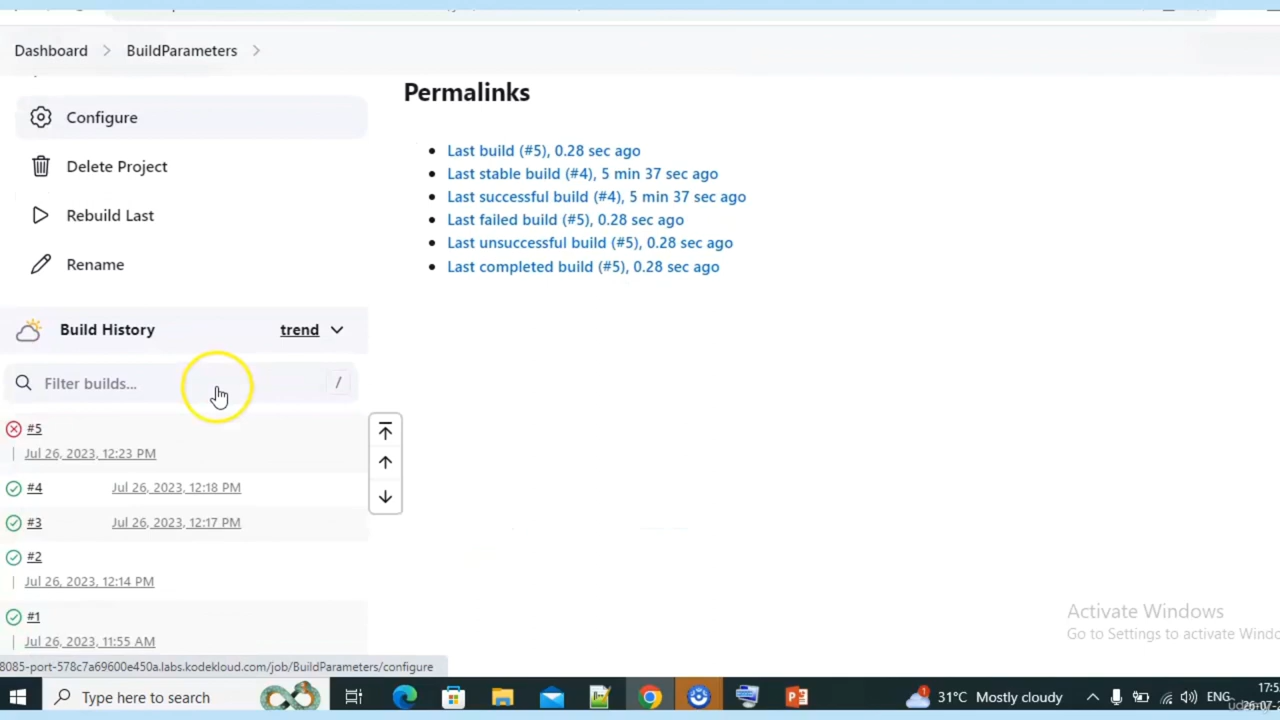 Dashboard > BuildParameters >
Configure
Delete Project
Rebuild Last
Rename
Build History trend
Filter builds... /
#5
Jul 26, 2023, 12:23 PM
#4 Jul 26, 2023, 12:18 PM
#3 Jul 26, 2023, 12:17 PM
#2
Jul 26, 2023, 12:14 PM
#1
Jul 26, 2023, 11:55 AM
Permalinks
Last build (#5), 0.28 sec ago
Last stable build (#4), 5 min 37 sec ago
Last successful build (#4), 5 min 37 sec ago
Last failed build (#5), 0.28 sec ago
Last unsuccessful build (#5), 0.28 sec ago
Last completed build (#5), 0.28 sec ago
Activate Windows
Go to Settings to activate Windo
8085-port-578c7a69600e450a.labs.kodekloud.com/job/BuildParameters/configure
Type here to search
31°C Mostly cloudy
ENG
17:5
26-07-2